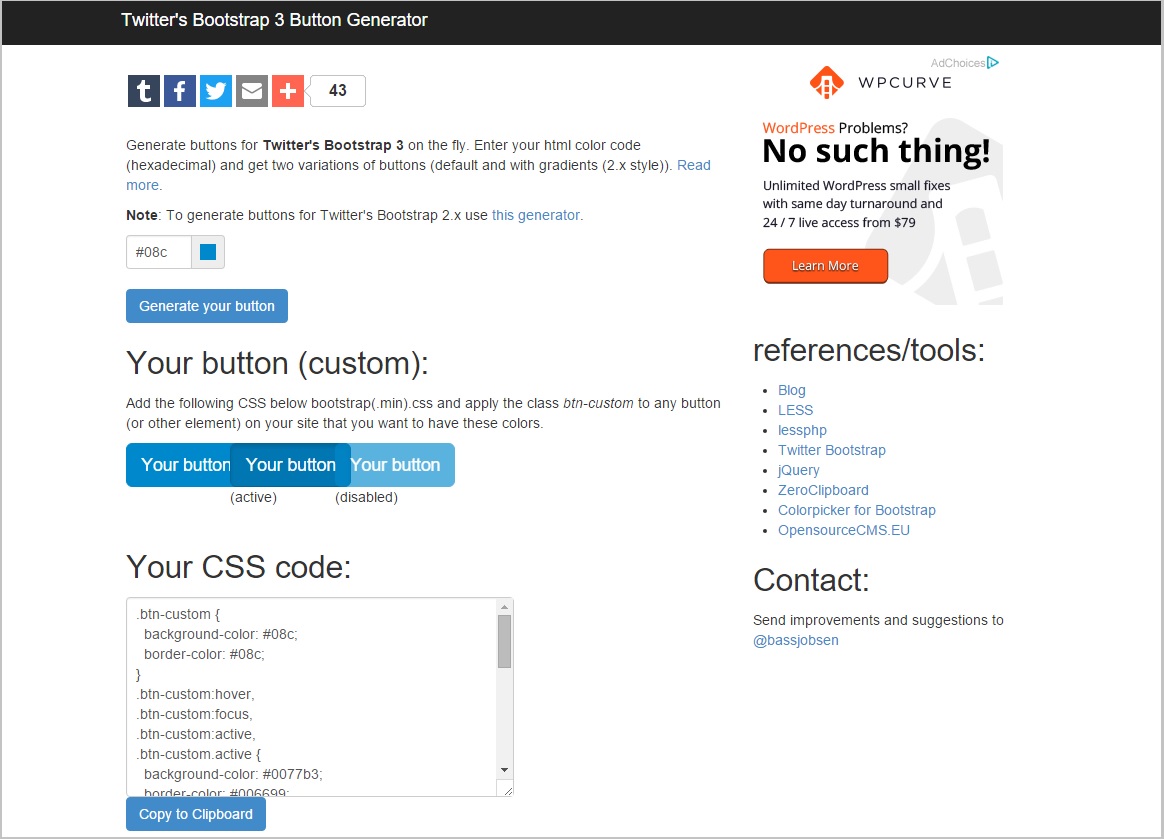 Twitter's Bootstrap 3 Button Generator
t f + 43
Generate buttons for Twitter's Bootstrap 3 on the fly. Enter your html color code
(hexadecimal) and get two variations of buttons (default and with gradients (2.x style)). Read
more.
Note: To generate buttons for Twitter's Bootstrap 2.x use this generator.
#08c
Generate your button
Your button (custom):
Add the following CSS below bootstrap(.min).css and apply the class btn-custom to any button
(or other element) on your site that you want to have these colors.
Your button Your button Your button
(active) (disabled)
Your CSS code:
.btn-custom {
background-color: #08c;
border-color: #08c;
}
.btn-custom:hover,
.btn-custom:focus,
.btn-custom:active,
.btn-custom.active {
background-color: #0077b3;
border-color: #006699;
Copy to Clipboard
AdChoices
WPCURVE
WordPress Problems?
No such thing!
Unlimited WordPress small fixes
with same day turnaround and
24 / 7 live access from $79
Learn More
references/tools:
Blog
LESS
lessphp
Twitter Bootstrap
jQuery
ZeroClipboard
Colorpicker for Bootstrap
OpensourceCMS.EU
Contact:
Send improvements and suggestions to
@bassjobsen